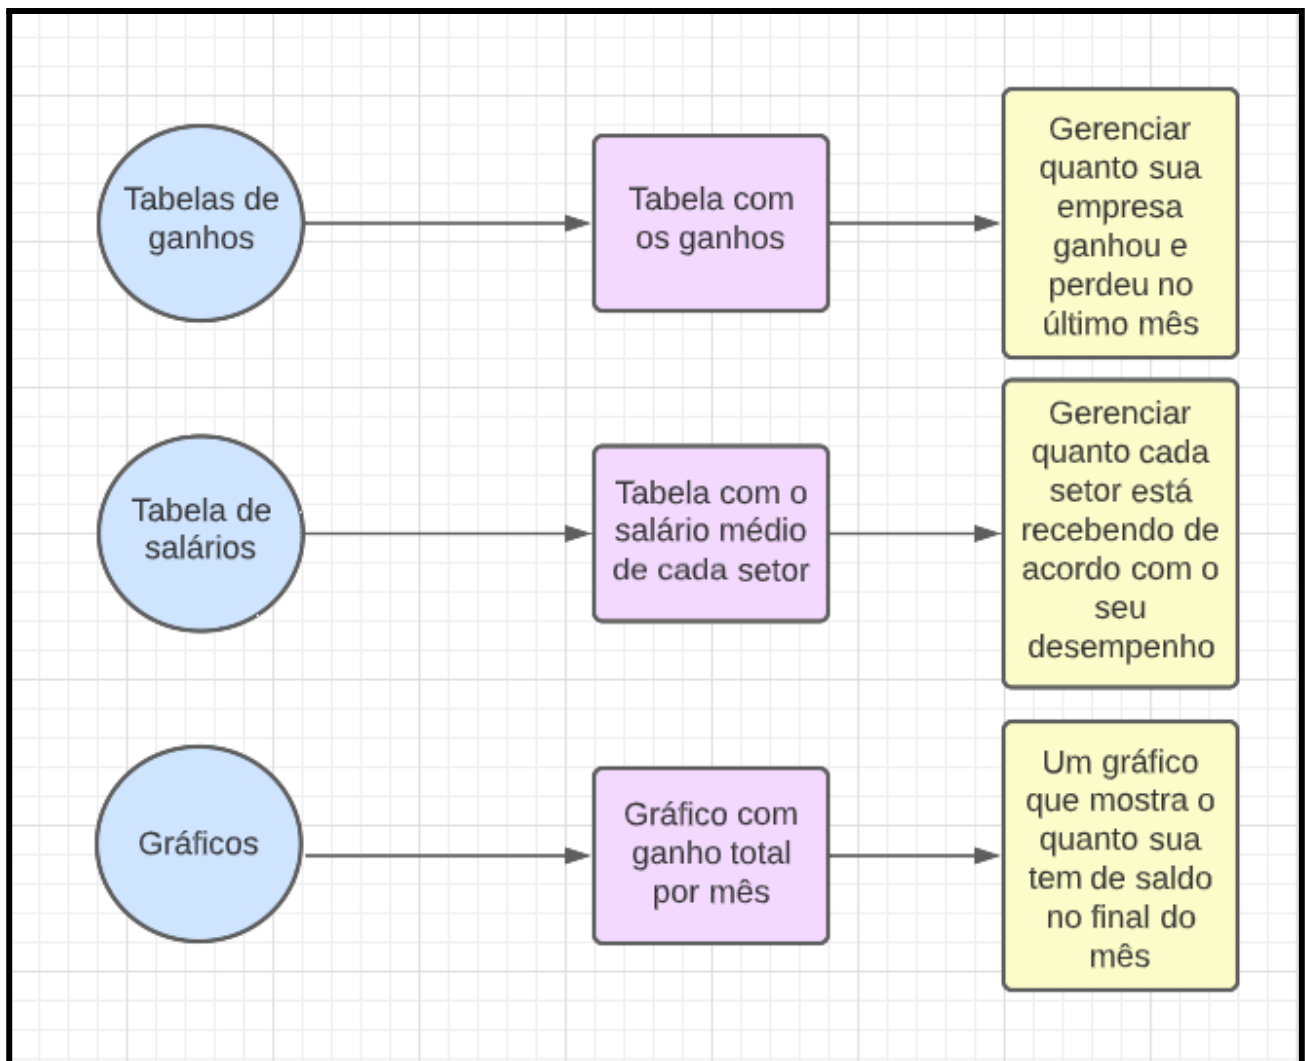 Tabelas de
ganhos
Tabela com
os ganhos
Gerenciar
quanto sua
empresa
ganhou e
perdeu no
último mês
Tabela de
salários
Tabela com o
salário médio
de cada setor
Gerenciar
quanto cada
setor está
recebendo de
acordo com o
seu
desempenho
Gráficos
Gráfico com
ganho total
por mês
Um gráfico
que mostra o
quanto sua
tem de saldo
no final do
mês